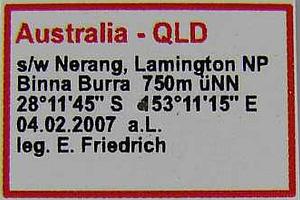 Australia - QLD
s/w Nerang, Lamington NP
Binna Burra 750m üNN
28°11'45" S 153°11'15" E
04.02.2007 a.L.
leg. E. Friedrich